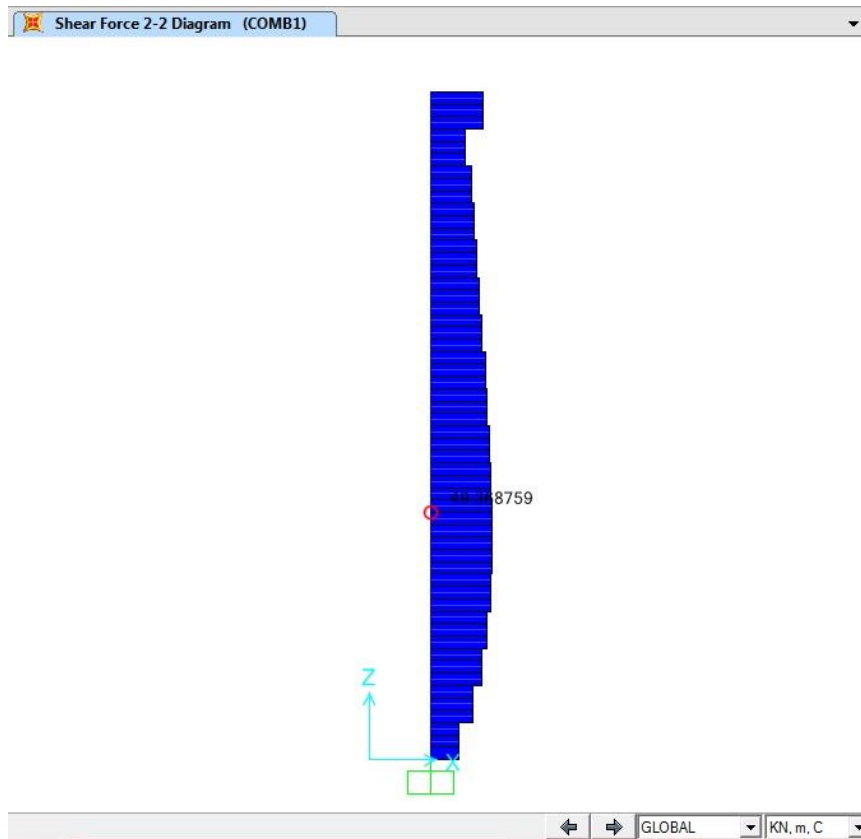 Shear Force 2-2 Diagram (COMB1)
Z
X
GLOBAL
KN, m, C